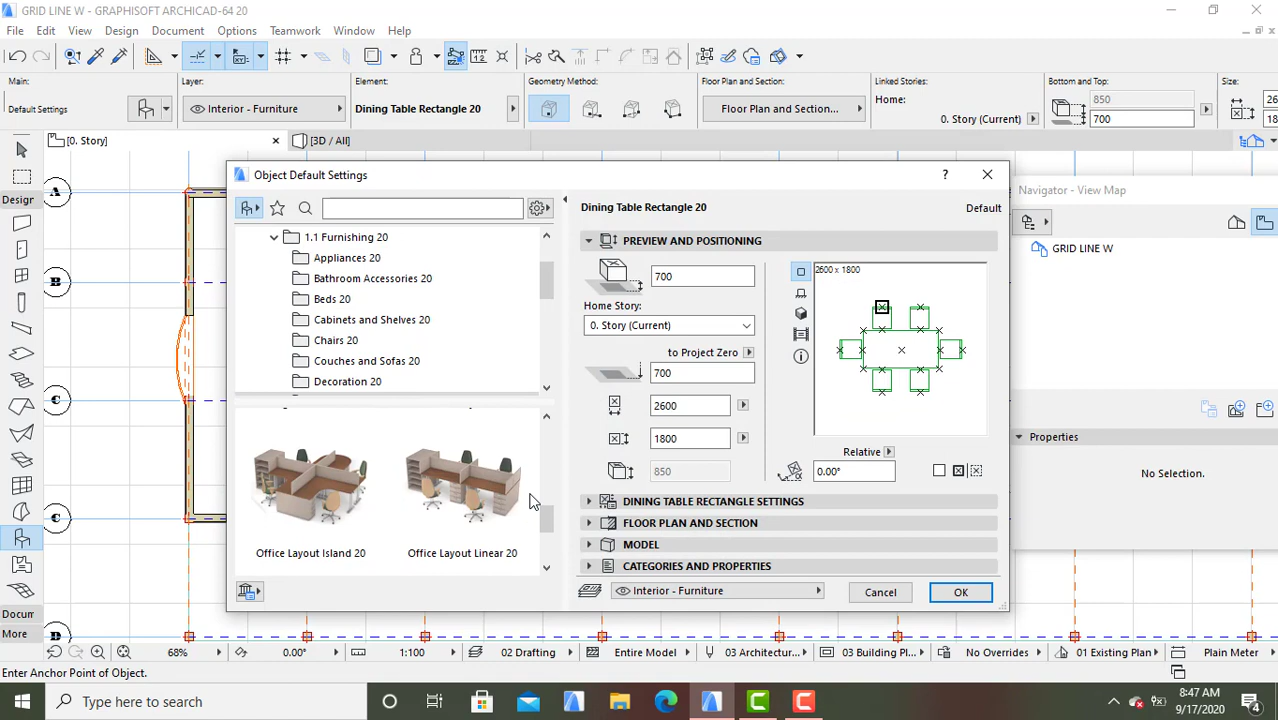 GRID LINE W - GRAPHISOFT ARCHICAD-64 20
File Edit View Design Document Options Teamwork Window Help
Main: Layer: Element: Geometry Method: Floor Plan and Section: Linked Stories: Bottom and Top: Size:
Default Settings Interior - Furniture Dining Table Rectangle 20 Floor Plan and Section... Home: 850
0. Story (Current) 700
[0. Story] [3D / All]
Object Default Settings ?
Navigator - View Map
Design
Dining Table Rectangle 20 Default
1.1 Furnishing 20 PREVIEW AND POSITIONING
GRID LINE W
Appliances 20
Bathroom Accessories 20
Beds 20
Cabinets and Shelves 20
Chairs 20
Couches and Sofas 20
Decoration 20
700
2600 x 1800
Home Story:
0. Story (Current)
to Project Zero
700
2600
1800
850
Relative
0.00°
Properties
No Selection.
Office Layout Island 20 Office Layout Linear 20
DINING TABLE RECTANGLE SETTINGS
FLOOR PLAN AND SECTION
MODEL
CATEGORIES AND PROPERTIES
Interior - Furniture Cancel OK
A
B
C
Docum
More
68% 0.00° 1:100 02 Drafting Entire Model 03 Architectur... 03 Building Pl... No Overrides 01 Existing Plan Plain Meter
Enter Anchor Point of Object.
Type here to search
8:47 AM
9/17/2020
4